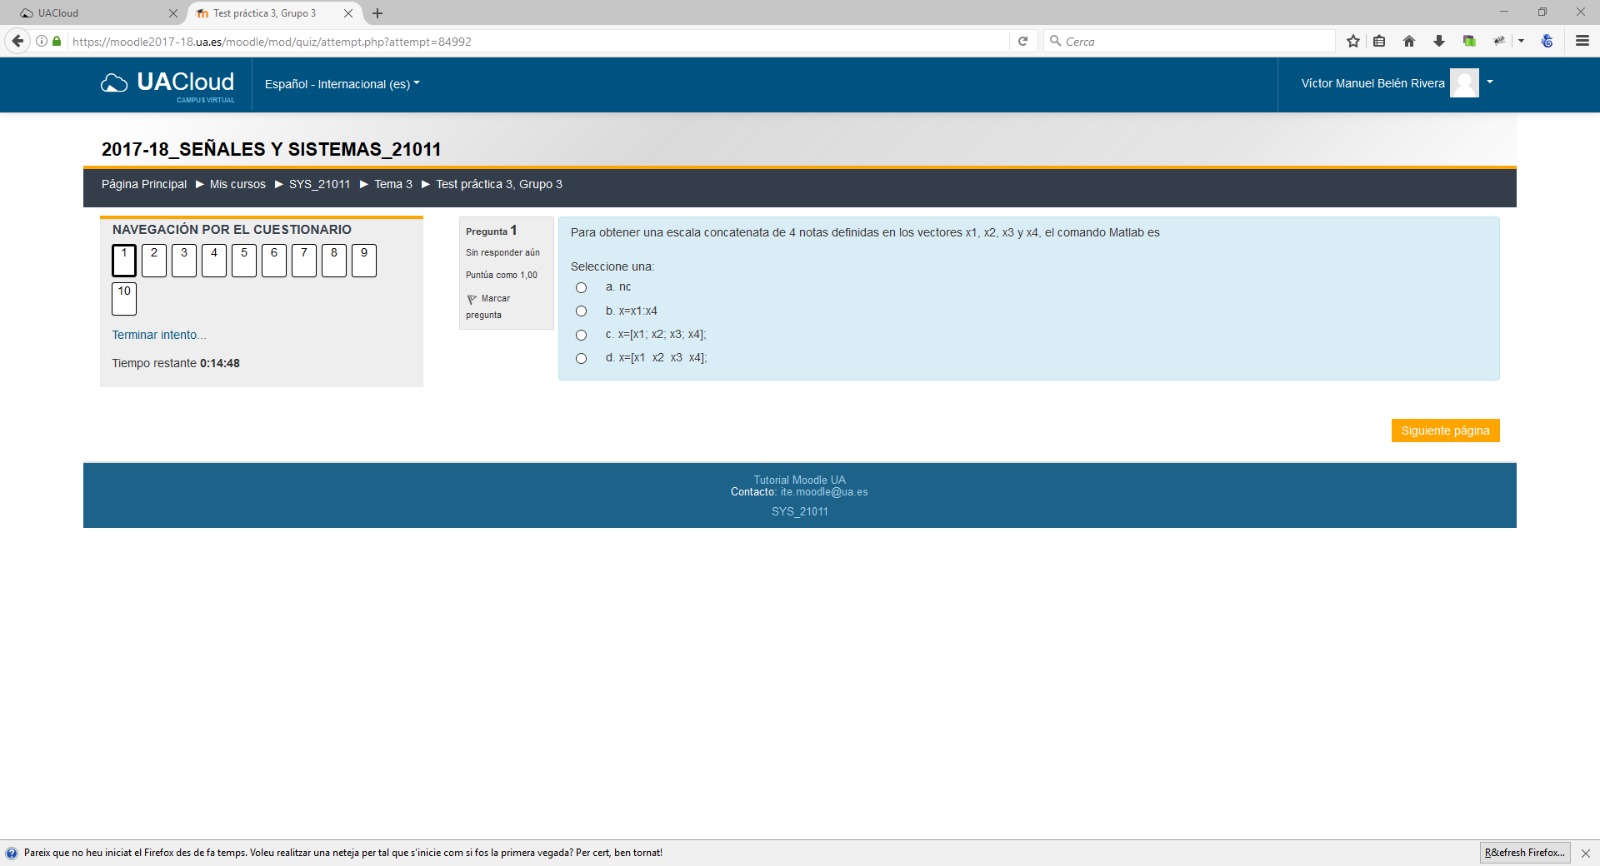 UACloud
Test práctica 3, Grupo 3
https://moodle2017-18.ua.es/moodle/mod/quiz/attempt.php?attempt=84992
Cerca
UACloud
CAMPUS VIRTUAL
Español - Internacional (es)
Víctor Manuel Belén Rivera
2017-18_SEÑALES Y SISTEMAS_21011
Página Principal ► Mis cursos ► SYS_21011 ► Tema 3 ► Test práctica 3, Grupo 3
NAVEGACIÓN POR EL CUESTIONARIO
1 2 3 4 5 6 7 8 9
10
Terminar intento...
Tiempo restante 0:14:48
Pregunta 1
Sin responder aún
Puntúa como 1,00
Marcar
pregunta
Para obtener una escala concatenata de 4 notas definidas en los vectores x1, x2, x3 y x4, el comando Matlab es
Seleccione una:
a. nc
b. x=x1:x4
c. x=[x1; x2; x3; x4];
d. x=[x1 x2 x3 x4];
Siguiente página
Tutorial Moodle UA
Contacto: ite.moodle@ua.es
SYS_21011
Pareix que no heu iniciat el Firefox des de fa temps. Voleu realitzar una neteja per tal que s'inicie com si fos la primera vegada? Per cert, ben tornat!
R&efresh Firefox...